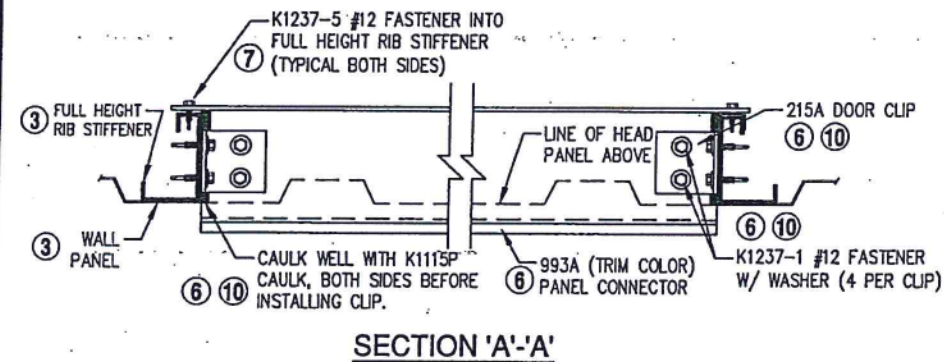 K1237-5 #12 FASTENER INTO
FULL HEIGHT RIB STIFFENER
7 (TYPICAL BOTH SIDES)
3 FULL HEIGHT
RIB STIFFENER
LINE OF HEAD
PANEL ABOVE
215A DOOR CLIP
6 10
3 WALL
PANEL
CAULK WELL WITH K1115P
CAULK, BOTH SIDES BEFORE
INSTALLING CLIP.
6 10
993A (TRIM COLOR)
6 PANEL CONNECTOR
6 10
K1237-1 #12 FASTENER
W/ WASHER (4 PER CLIP)
SECTION 'A'-'A'